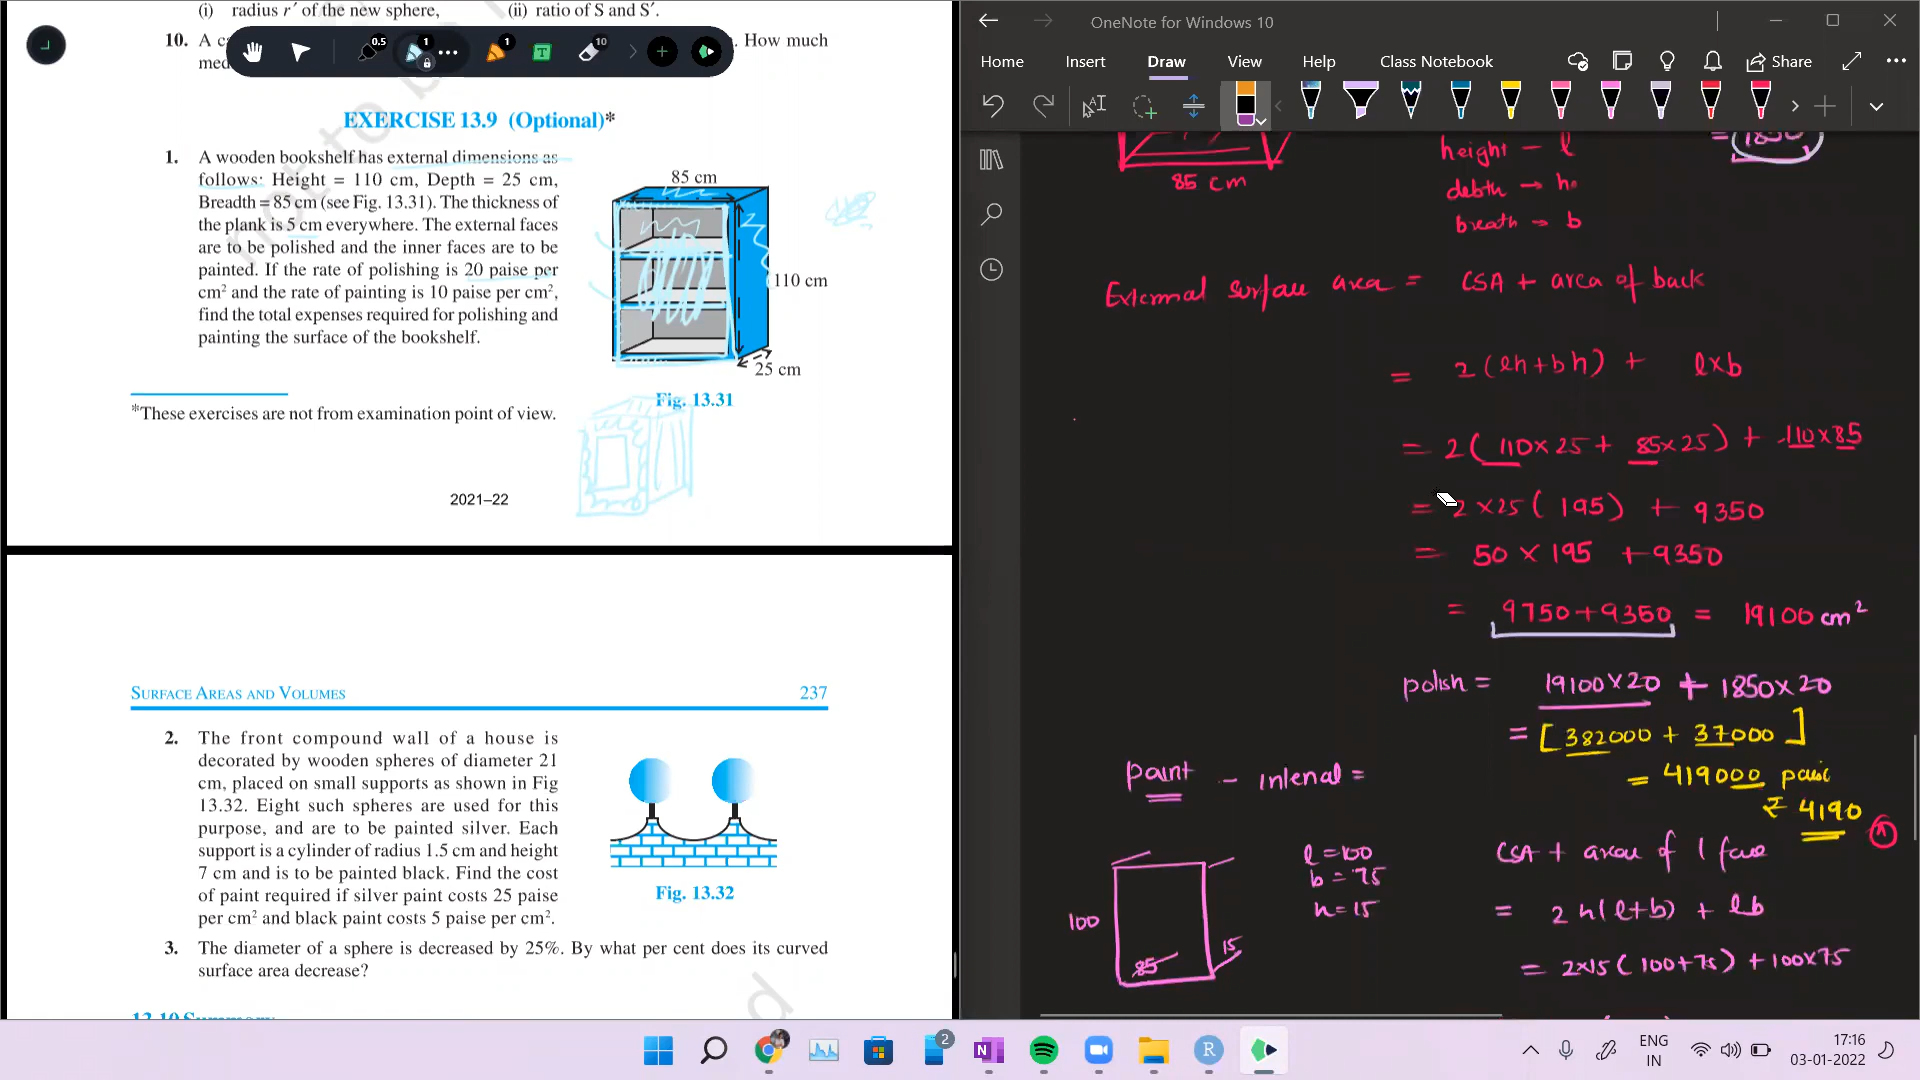 (i) radius r′ of the new sphere, (ii) ratio of S and S′.
10. A c . How much
med
0.5
1
1
10
EXERCISE 13.9 (Optional)*
1. A wooden bookshelf has external dimensions as
follows: Height = 110 cm, Depth = 25 cm,
Breadth = 85 cm (see Fig. 13.31). The thickness of
the plank is 5 cm everywhere. The external faces
are to be polished and the inner faces are to be
painted. If the rate of polishing is 20 paise per
cm² and the rate of painting is 10 paise per cm²,
find the total expenses required for polishing and
painting the surface of the bookshelf.
85 cm
110 cm
25 cm
Fig. 13.31
*These exercises are not from examination point of view.
2021–22
SURFACE AREAS AND VOLUMES 237
2. The front compound wall of a house is
decorated by wooden spheres of diameter 21
cm, placed on small supports as shown in Fig
13.32. Eight such spheres are used for this
purpose, and are to be painted silver. Each
support is a cylinder of radius 1.5 cm and height
7 cm and is to be painted black. Find the cost
of paint required if silver paint costs 25 paise
per cm² and black paint costs 5 paise per cm².
Fig. 13.32
3. The diameter of a sphere is decreased by 25%. By what per cent does its curved
surface area decrease?
13.10 Summary
OneNote for Windows 10
Home Insert Draw View Help Class Notebook Share
= 1850
85 cm
height - l
debth → h
breath → b
External surface area = CSA + area of back
= 2(lh+bh) + l×b
= 2(110×25 + 85×25) + 110×85
= 2×25(195) + 9350
= 50 × 195 + 9350
= 9750+9350 = 19100 cm²
polish = 19100×20 + 1850×20
= [382000 + 37000]
= 419000 paise
₹ 4190
paint - internal =
CSA + area of 1 face
l=100
b=75
h=15
100
85
15
= 2h(l+b) + lb
= 2×15(100+75) + 100×75
2
ENG
IN
17:16
03-01-2022